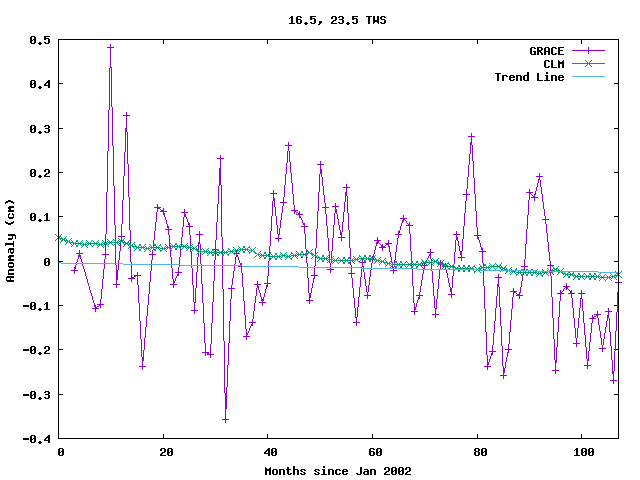 16.5, 23.5 TWS
GRACE
CLM
Trend Line
Anomaly (cm)
0.5
0.4
0.3
0.2
0.1
0
-0.1
-0.2
-0.3
-0.4
0 20 40 60 80 100
Months since Jan 2002